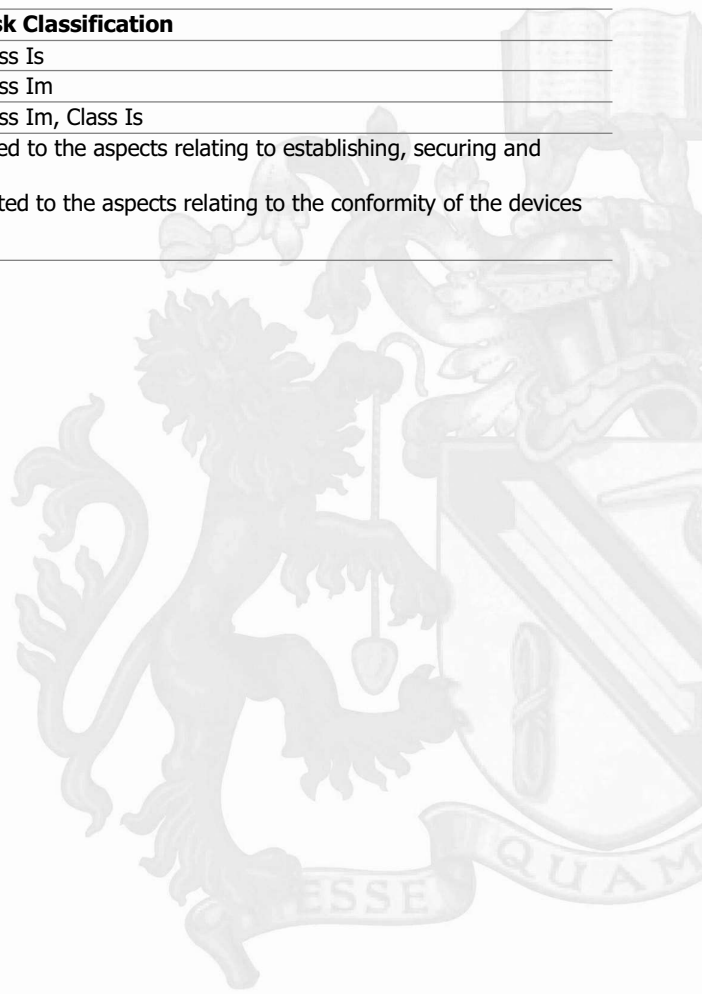 sk Classification
ss Is
ss Im
ss Im, Class Is
ed to the aspects relating to establishing, securing and
ted to the aspects relating to the conformity of the devices
ESSE QUAM